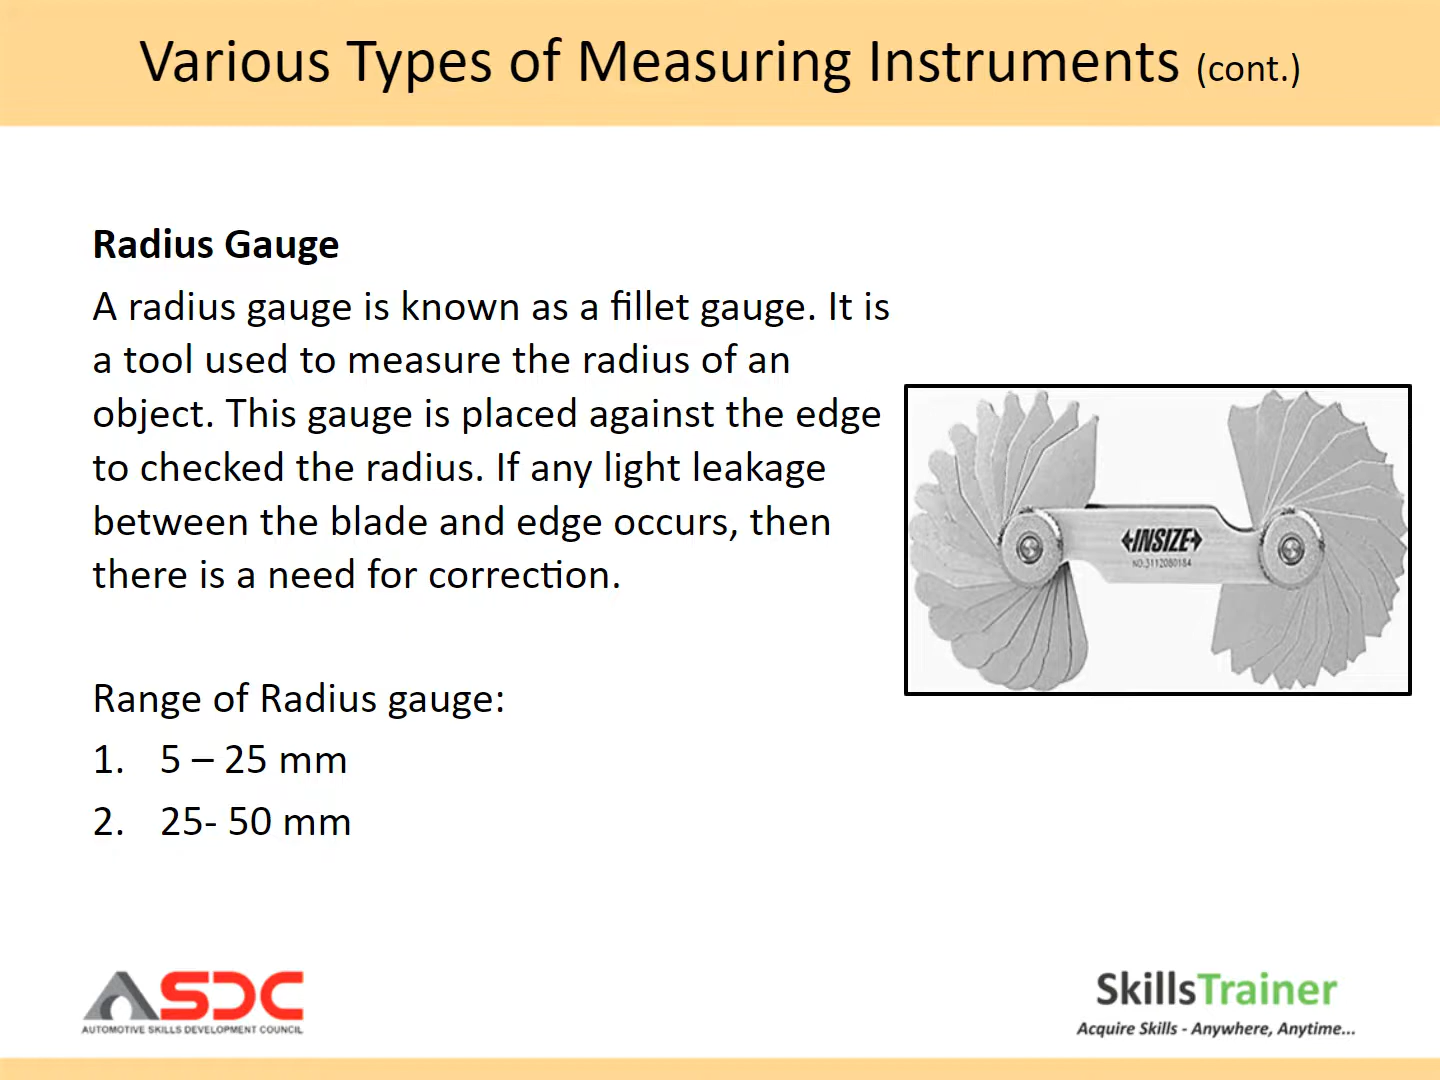 Various Types of Measuring Instruments (cont.)
Radius Gauge
A radius gauge is known as a fillet gauge. It is
a tool used to measure the radius of an
object. This gauge is placed against the edge
to checked the radius. If any light leakage
between the blade and edge occurs, then
there is a need for correction.
INSIZE
NO.3112080184
Range of Radius gauge:
1. 5 – 25 mm
2. 25- 50 mm
ASDC
AUTOMOTIVE SKILLS DEVELOPMENT COUNCIL
SkillsTrainer
Acquire Skills - Anywhere, Anytime...